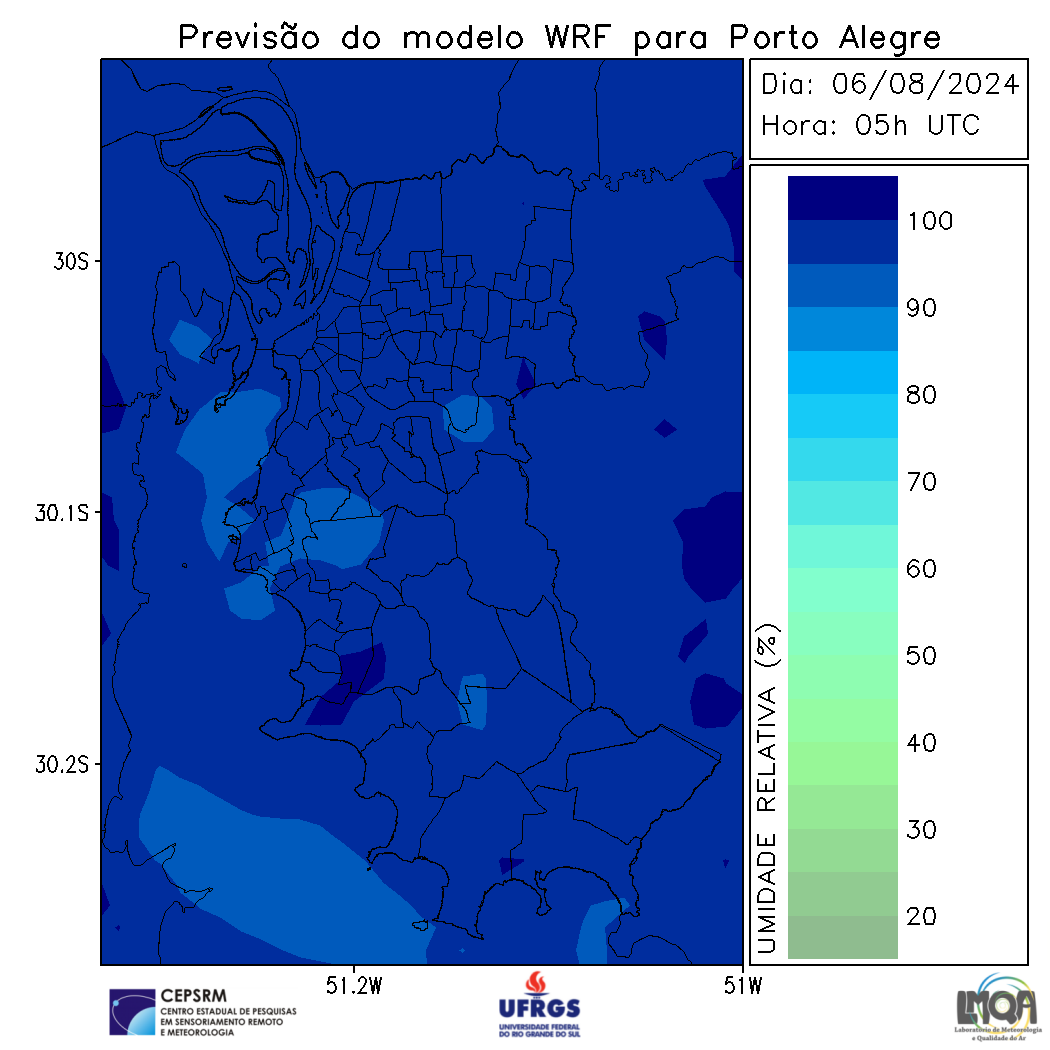 Previsão do modelo WRF para Porto Alegre
Dia: 06/08/2024
Hora: 05h UTC
30S
30.1S
30.2S
51.2W
51W
100
90
80
70
60
50
40
30
20
UMIDADE RELATIVA (%)
CEPSRM
CENTRO ESTADUAL DE PESQUISAS
EM SENSORIAMENTO REMOTO
E METEOROLOGIA
UFRGS
UNIVERSIDADE FEDERAL
DO RIO GRANDE DO SUL
LMQA
Laboratório de Meteorologia
e Qualidade do Ar